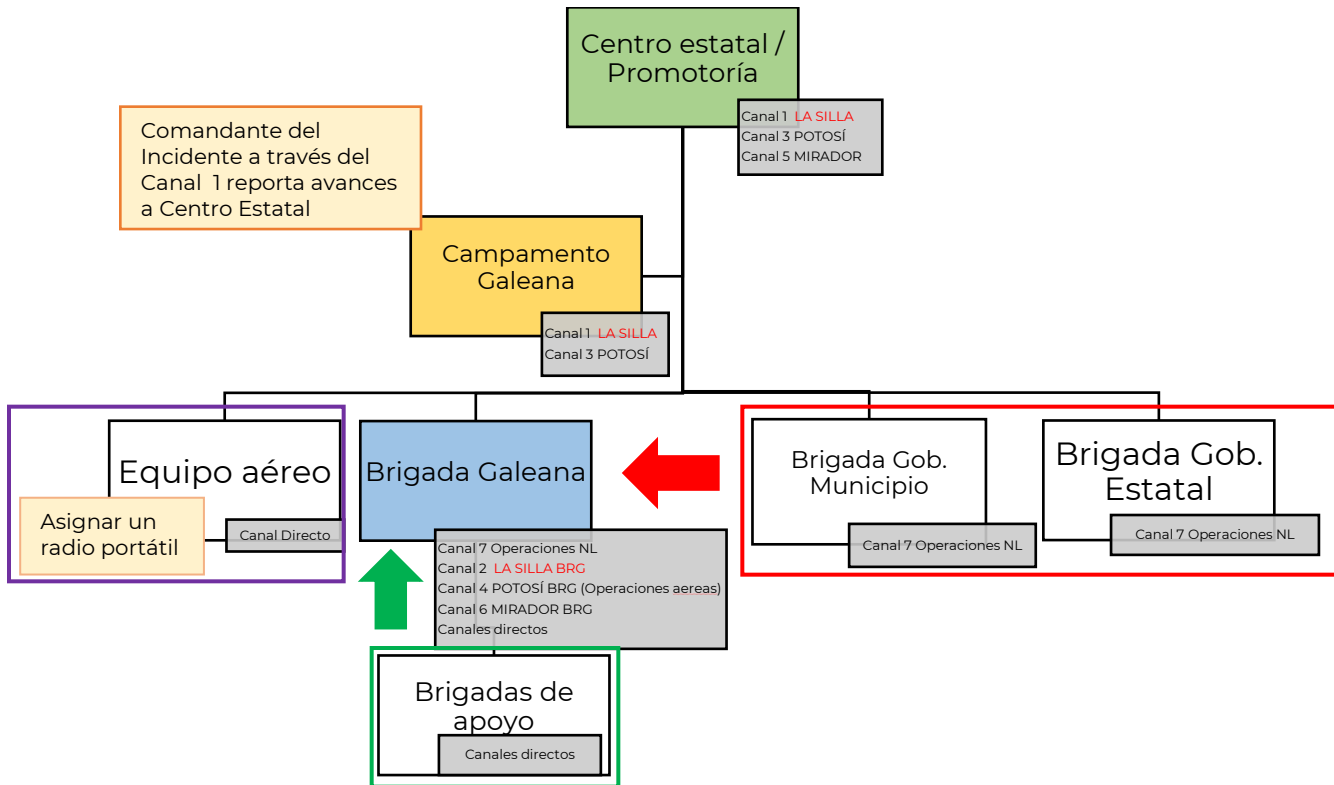 Centro estatal /
Promotoría
Canal 1 LA SILLA
Canal 3 POTOSÍ
Canal 5 MIRADOR
Comandante del
Incidente a través del
Canal 1 reporta avances
a Centro Estatal
Campamento
Galeana
Canal 1 LA SILLA
Canal 3 POTOSÍ
Equipo aéreo
Asignar un
radio portátil
Canal Directo
Brigada Galeana
Canal 7 Operaciones NL
Canal 2 LA SILLA BRG
Canal 4 POTOSÍ BRG (Operaciones aereas)
Canal 6 MIRADOR BRG
Canales directos
Brigada Gob.
Municipio
Canal 7 Operaciones NL
Brigada Gob.
Estatal
Canal 7 Operaciones NL
Brigadas de
apoyo
Canales directos